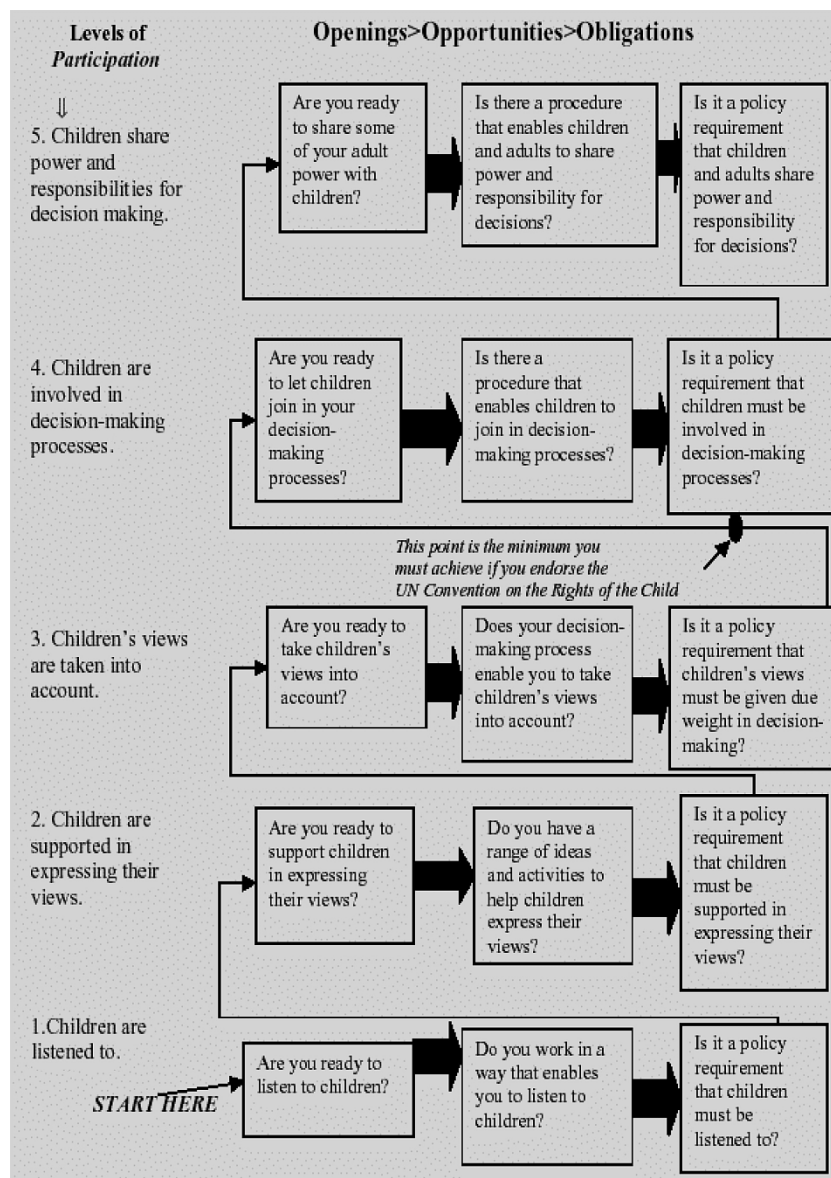 Levels of
Participation
Openings>Opportunities>Obligations
⇓
5. Children share
power and
responsibilities for
decision making.
Are you ready
to share some
of your adult
power with
children?
Is there a procedure
that enables children
and adults to share
power and
responsibility for
decisions?
Is it a policy
requirement
that children
and adults share
power and
responsibility
for decisions?
4. Children are
involved in
decision-making
processes.
Are you ready
to let children
join in your
decision-
making
processes?
Is there a
procedure that
enables children to
join in decision-
making processes?
Is it a policy
requirement that
children must be
involved in
decision-making
processes?
This point is the minimum you
must achieve if you endorse the
UN Convention on the Rights of the Child
3. Children’s views
are taken into
account.
Are you ready to
take children’s
views into
account?
Does your decision-
making process
enable you to take
children’s views
into account?
Is it a policy
requirement that
children’s views
must be given due
weight in decision-
making?
2. Children are
supported in
expressing their
views.
Are you ready to
support children
in expressing
their views?
Do you have a
range of ideas
and activities to
help children
express their
views?
Is it a policy
requirement
that children
must be
supported in
expressing their
views?
1.Children are
listened to.
START HERE
Are you ready to
listen to children?
Do you work in a
way that enables
you to listen to
children?
Is it a policy
requirement
that children
must be
listened to?